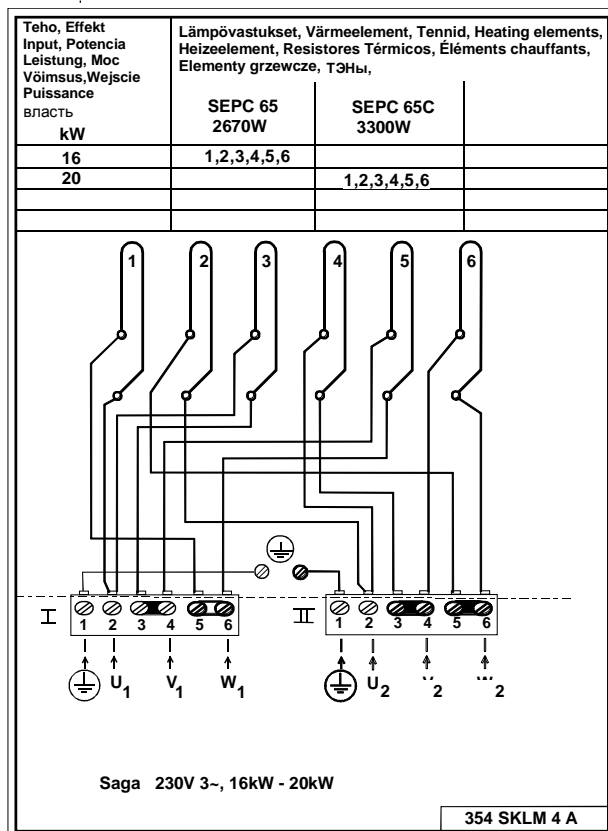 Teho, Effekt
Input, Potencia
Leistung, Moc
Vöimsus,Wejscie
Puissance
власть
kW
Lämpövastukset, Värmeelement, Tennid, Heating elements,
Heizeelement, Resistores Térmicos, Éléments chauffants,
Elementy grzewcze, ТЭНы,
SEPC 65
2670W
SEPC 65C
3300W
16 1,2,3,4,5,6
20 1,2,3,4,5,6
1 2 3 4 5 6
I 1 2 3 4 5 6
II 1 2 3 4 5 6
U1 V1 W1
U2 2 2
Saga 230V 3~, 16kW - 20kW
354 SKLM 4 A